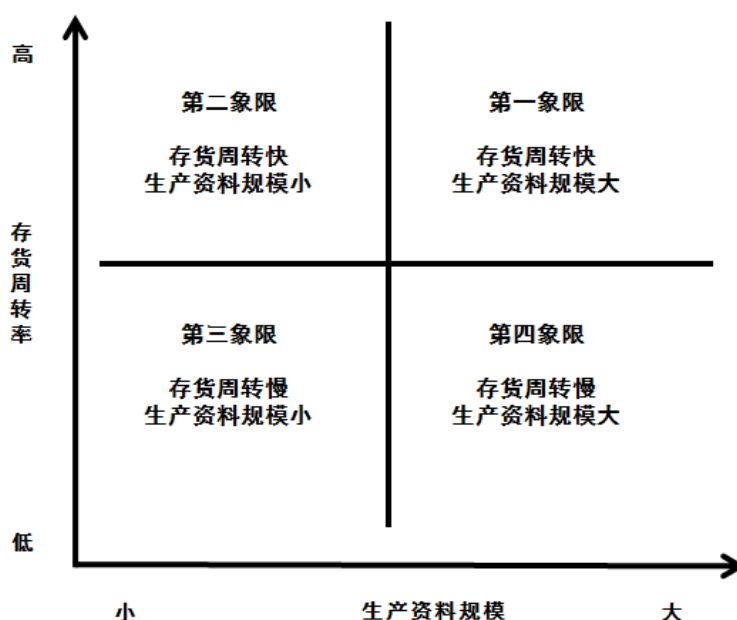 高
第二象限
存货周转快
生产资料规模小
第一象限
存货周转快
生产资料规模大
存货周转率
第三象限
存货周转慢
生产资料规模小
第四象限
存货周转慢
生产资料规模大
低
小
生产资料规模
大